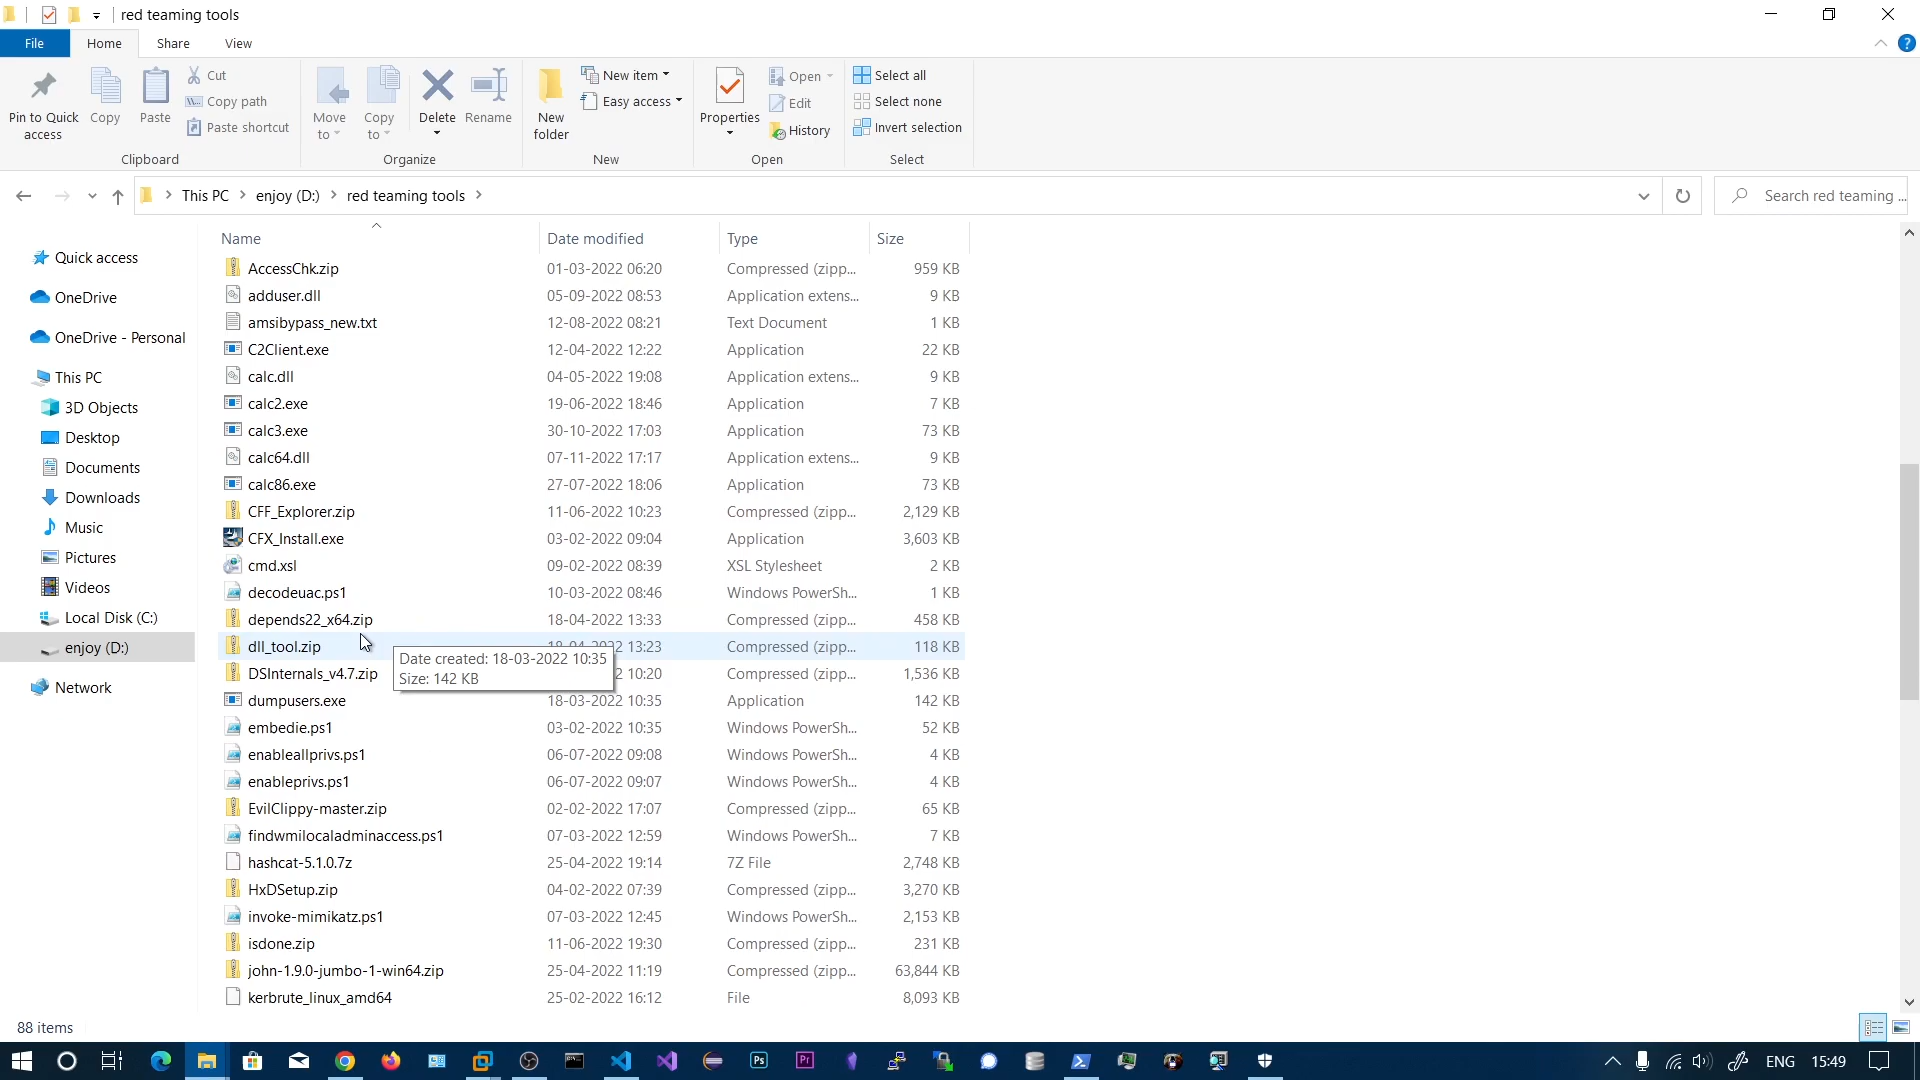 red teaming tools
File Home Share View
Pin to Quick access
Copy
Paste
Cut
Copy path
Paste shortcut
Clipboard
Move to
Copy to
Delete
Rename
Organize
New folder
New item
Easy access
New
Properties
Open
Edit
History
Open
Select all
Select none
Invert selection
Select
This PC > enjoy (D:) > red teaming tools >
Search red teaming ...
Quick access
OneDrive
OneDrive - Personal
This PC
3D Objects
Desktop
Documents
Downloads
Music
Pictures
Videos
Local Disk (C:)
enjoy (D:)
Network
Name Date modified Type Size
AccessChk.zip 01-03-2022 06:20 Compressed (zipp... 959 KB
adduser.dll 05-09-2022 08:53 Application extens... 9 KB
amsibypass_new.txt 12-08-2022 08:21 Text Document 1 KB
C2Client.exe 12-04-2022 12:22 Application 22 KB
calc.dll 04-05-2022 19:08 Application extens... 9 KB
calc2.exe 19-06-2022 18:46 Application 7 KB
calc3.exe 30-10-2022 17:03 Application 73 KB
calc64.dll 07-11-2022 17:17 Application extens... 9 KB
calc86.exe 27-07-2022 18:06 Application 73 KB
CFF_Explorer.zip 11-06-2022 10:23 Compressed (zipp... 2,129 KB
CFX_Install.exe 03-02-2022 09:04 Application 3,603 KB
cmd.xsl 09-02-2022 08:39 XSL Stylesheet 2 KB
decodeuac.ps1 10-03-2022 08:46 Windows PowerSh... 1 KB
depends22_x64.zip 18-04-2022 13:33 Compressed (zipp... 458 KB
dll_tool.zip 18-04-2022 13:23 Compressed (zipp... 118 KB
Date created: 18-03-2022 10:35
Size: 142 KB
DSInternals_v4.7.zip 10:20 Compressed (zipp... 1,536 KB
dumpusers.exe 18-03-2022 10:35 Application 142 KB
embedie.ps1 03-02-2022 10:35 Windows PowerSh... 52 KB
enableallprivs.ps1 06-07-2022 09:08 Windows PowerSh... 4 KB
enableprivs.ps1 06-07-2022 09:07 Windows PowerSh... 4 KB
EvilClippy-master.zip 02-02-2022 17:07 Compressed (zipp... 65 KB
findwmilocaladminaccess.ps1 07-03-2022 12:59 Windows PowerSh... 7 KB
hashcat-5.1.0.7z 25-04-2022 19:14 7Z File 2,748 KB
HxDSetup.zip 04-02-2022 07:39 Compressed (zipp... 3,270 KB
invoke-mimikatz.ps1 07-03-2022 12:45 Windows PowerSh... 2,153 KB
isdone.zip 11-06-2022 19:30 Compressed (zipp... 231 KB
john-1.9.0-jumbo-1-win64.zip 25-04-2022 11:19 Compressed (zipp... 63,844 KB
kerbrute_linux_amd64 25-02-2022 16:12 File 8,093 KB
88 items
Ps
Pr
ENG 15:49